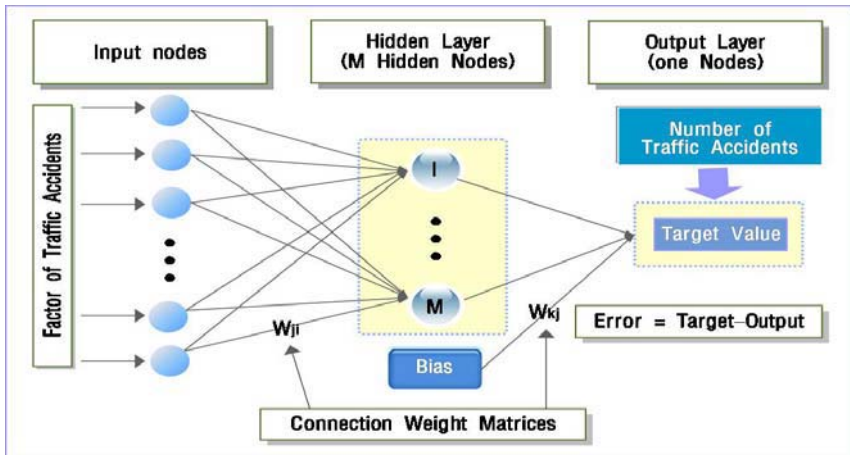 Input nodes
Hidden Layer
(M Hidden Nodes)
Output Layer
(one Nodes)
Factor of Traffic Accidents
I
M
Number of
Traffic Accidents
Target Value
Wji
Wkj
Error = Target-Output
Bias
Connection Weight Matrices